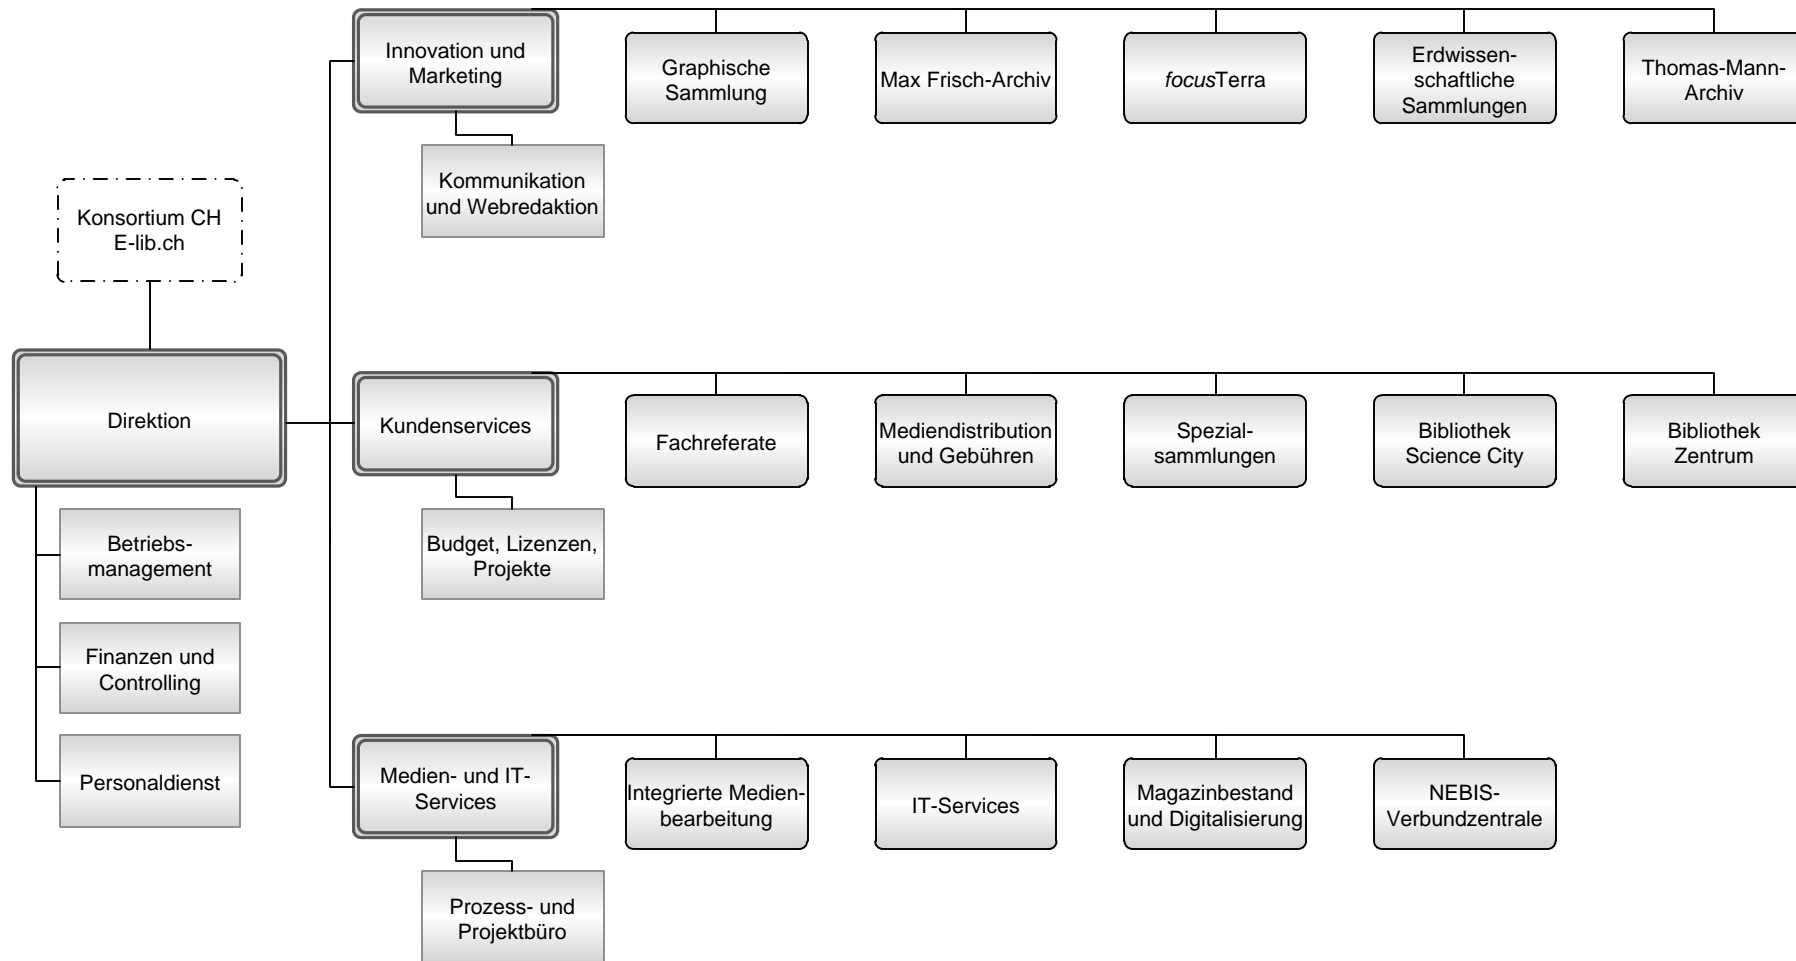 Innovation und
Marketing
Graphische
Sammlung
Max Frisch-Archiv
focusTerra
Erdwissen-
schaftliche
Sammlungen
Thomas-Mann-
Archiv
Kommunikation
und Webredaktion
Konsortium CH
E-lib.ch
Direktion
Kundenservices
Fachreferate
Mediendistribution
und Gebühren
Spezial-
sammlungen
Bibliothek
Science City
Bibliothek
Zentrum
Betriebs-
management
Budget, Lizenzen,
Projekte
Finanzen und
Controlling
Personaldienst
Medien- und IT-
Services
Integrierte Medien-
bearbeitung
IT-Services
Magazinbestand
und Digitalisierung
NEBIS-
Verbundzentrale
Prozess- und
Projektbüro